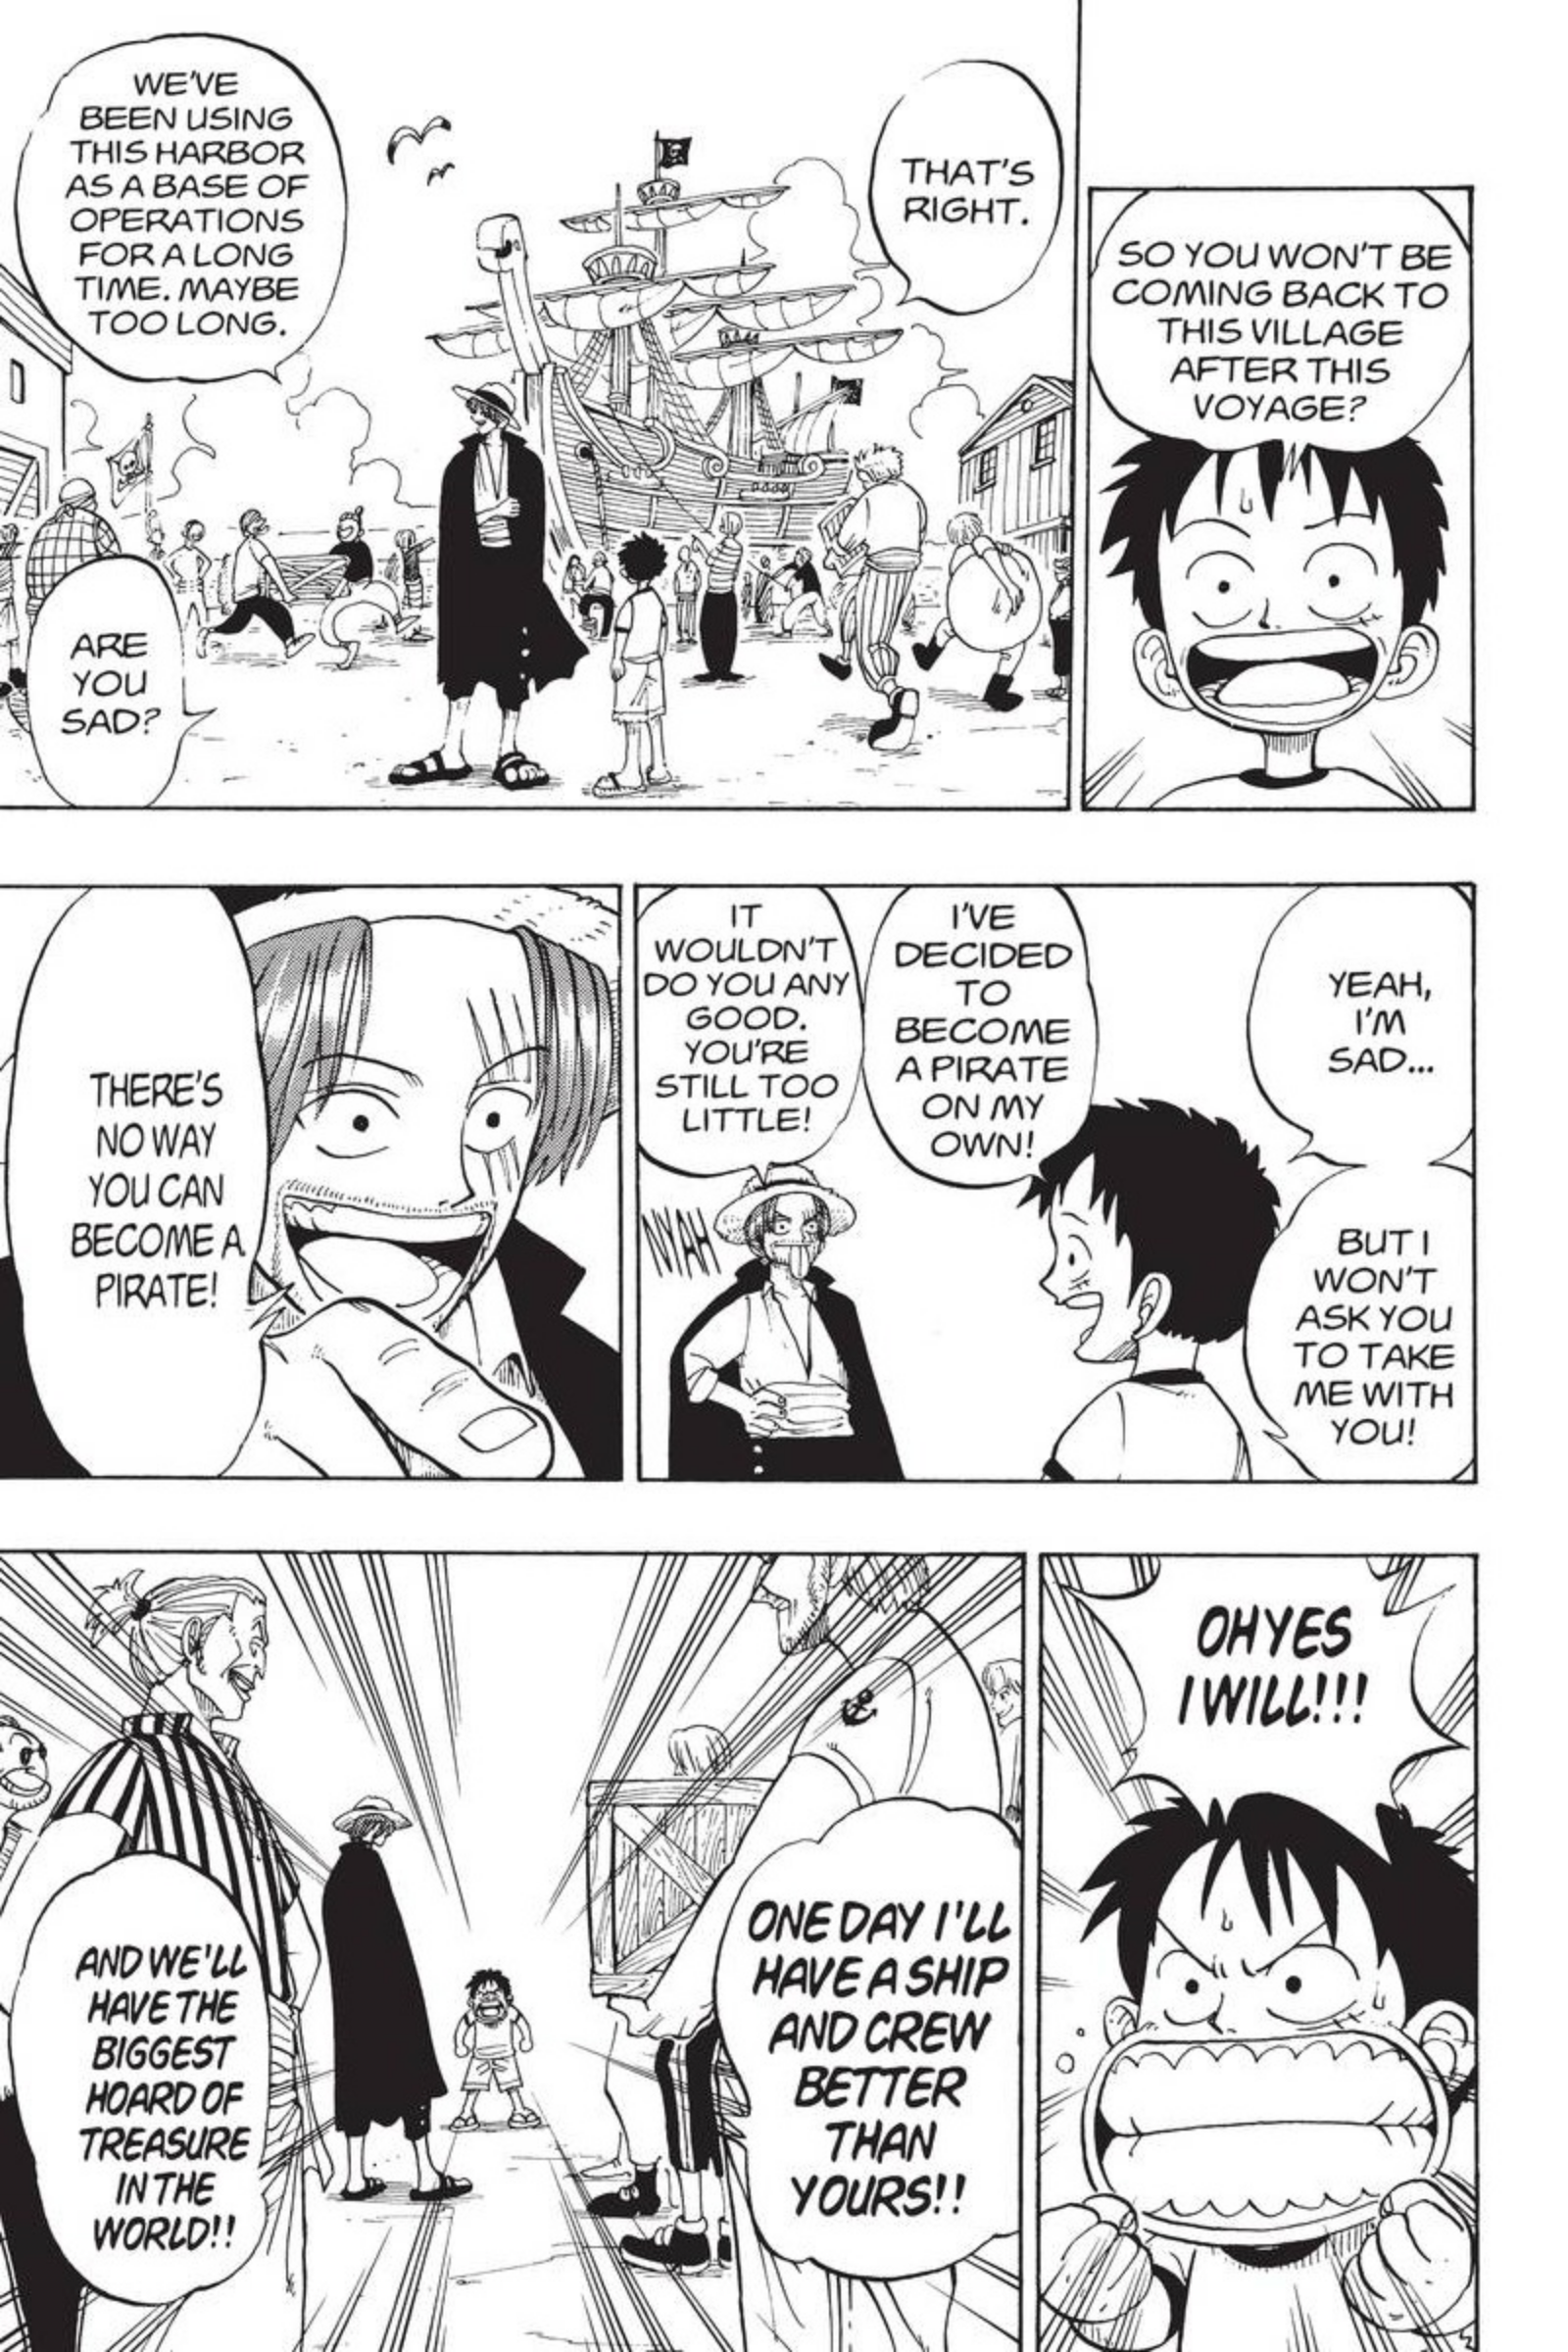 SO YOU WON'T BE
COMING BACK TO
THIS VILLAGE
AFTER THIS
VOYAGE?
THAT'S
RIGHT.
WE'VE
BEEN USING
THIS HARBOR
AS A BASE OF
OPERATIONS
FOR A LONG
TIME. MAYBE
TOO LONG.
ARE
YOU
SAD?
YEAH,
I'M
SAD...
BUT I
WON'T
ASK YOU
TO TAKE
ME WITH
YOU!
I'VE
DECIDED
TO
BECOME
A PIRATE
ON MY
OWN!
IT
WOULDN'T
DO YOU ANY
GOOD.
YOU'RE
STILL TOO
LITTLE!
NYAH
THERE'S
NO WAY
YOU CAN
BECOME A
PIRATE!
OH YES
I WILL!!!
ONE DAY I'LL
HAVE A SHIP
AND CREW
BETTER
THAN
YOURS!!
AND WE'LL
HAVE THE
BIGGEST
HOARD OF
TREASURE
IN THE
WORLD!!